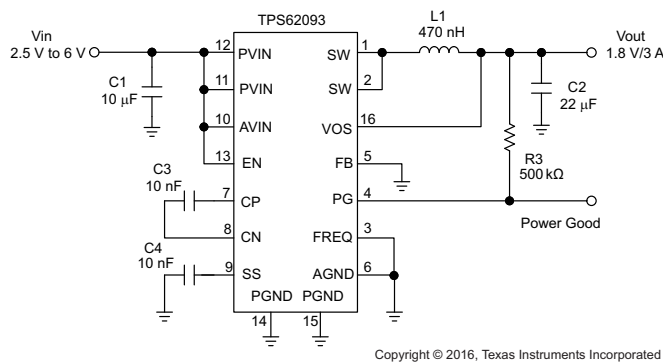 TPS62093
L1
470 nH
Vin
2.5 V to 6 V
Vout
1.8 V/3 A
12
PVIN
SW
1
C1
10 μF
11
PVIN
SW
2
C2
22 μF
10
AVIN
VOS
16
R3
500 kΩ
13
EN
FB
5
C3
10 nF
7
CP
PG
4
Power Good
8
CN
FREQ
3
C4
10 nF
9
SS
AGND
6
PGND PGND
14
15
Copyright © 2016, Texas Instruments Incorporated